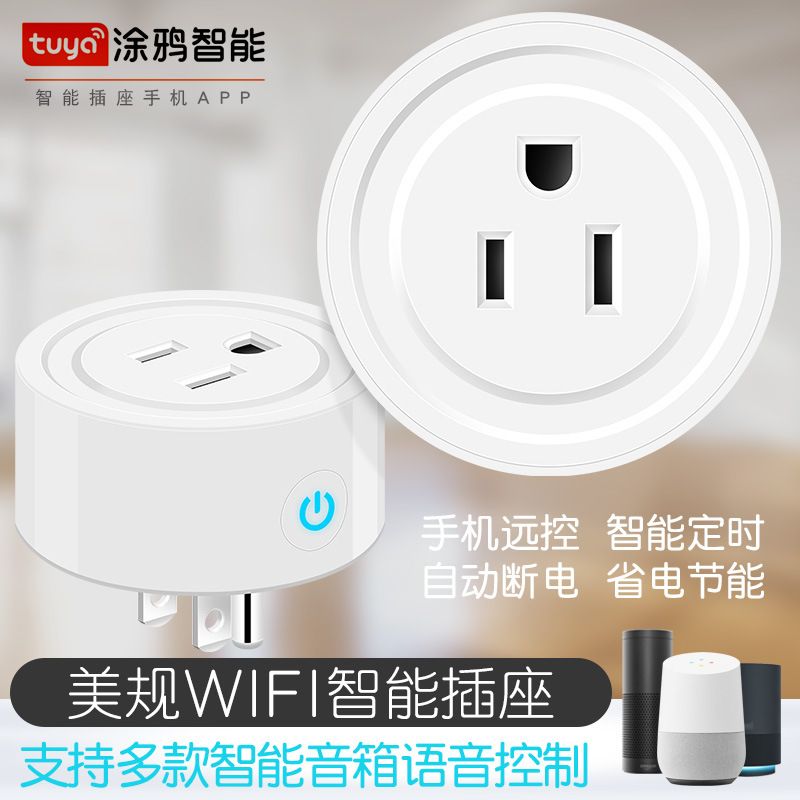 tuya 涂鸦智能
智能插座手机APP
手机远控 智能定时
自动断电 省电节能
美规WIFI智能插座
支持多款智能音箱语音控制